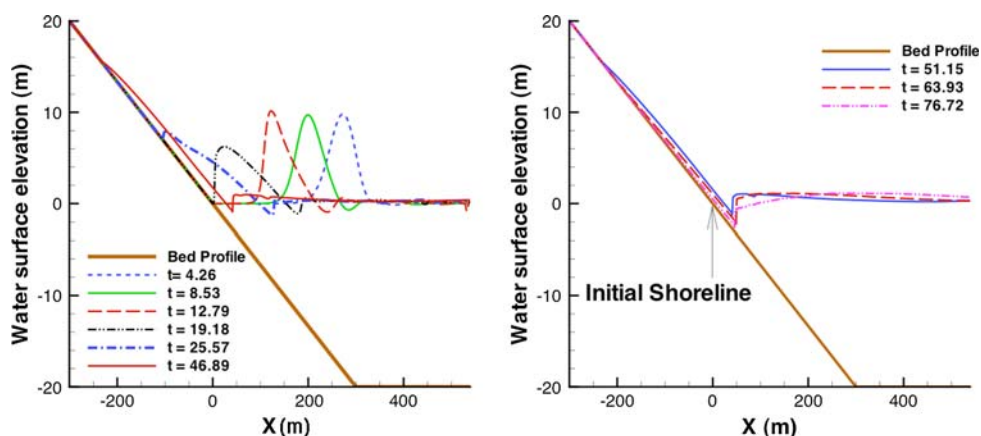 Water surface elevation (m)
20
10
0
-10
-20
Bed Profile
t= 4.26
t = 8.53
t = 12.79
t = 19.18
t = 25.57
t = 46.89
-200
0
200
400
X (m)
Water surface elevation (m)
20
10
0
-10
-20
Bed Profile
t = 51.15
t = 63.93
t = 76.72
Initial Shoreline
-200
0
200
400
X (m)